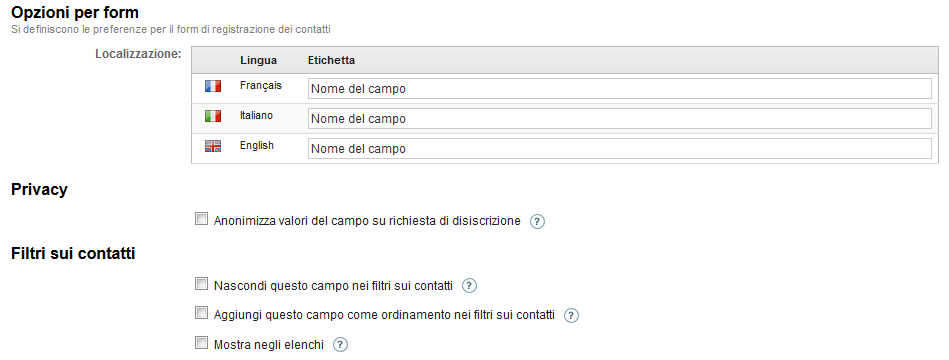 Opzioni per form
Si definiscono le preferenze per il form di registrazione dei contatti
Localizzazione:
Lingua Etichetta
Français Nome del campo
Italiano Nome del campo
English Nome del campo
Privacy
Anonimizza valori del campo su richiesta di disiscrizione ?
Filtri sui contatti
Nascondi questo campo nei filtri sui contatti ?
Aggiungi questo campo come ordinamento nei filtri sui contatti ?
Mostra negli elenchi ?